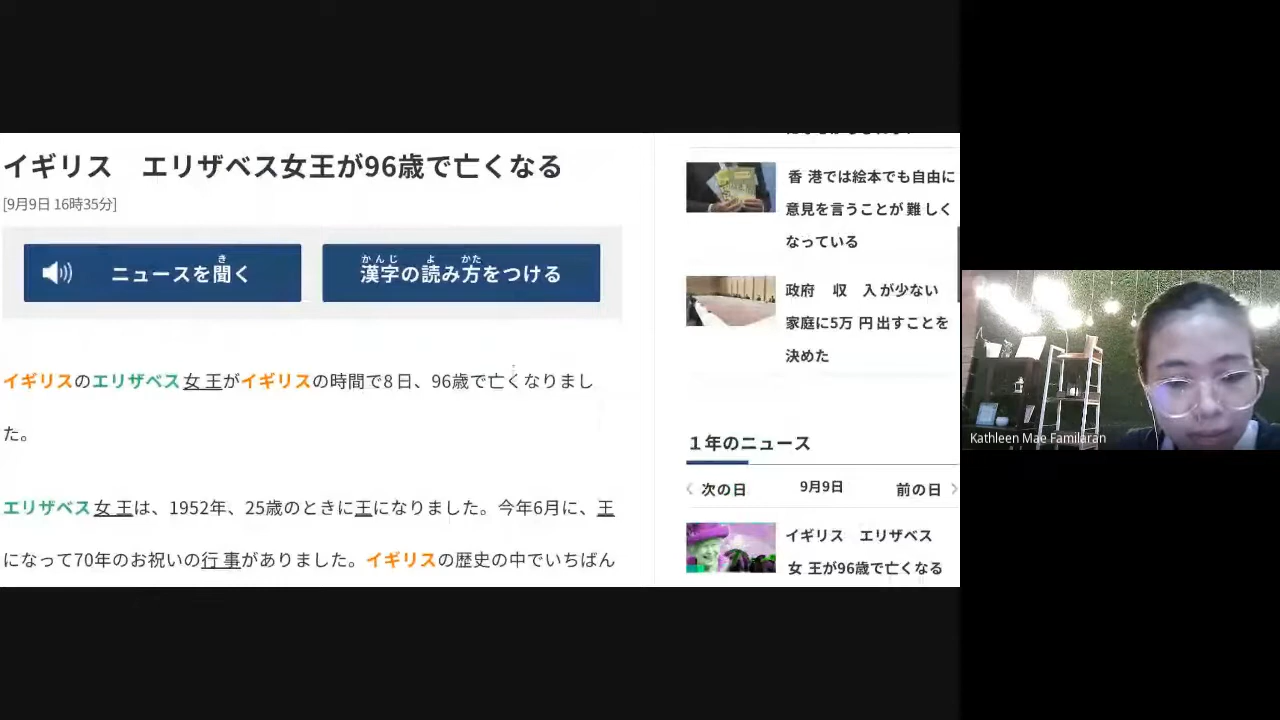 イギリス　エリザベス女王が96歳で亡くなる
[9月9日 16時35分]
き
ニュースを聞く
かんじ よ かた
漢字の読み方をつける
イギリスのエリザベス女王がイギリスの時間で8日、96歳で亡くなりまし
た。
エリザベス女王は、1952年、25歳のときに王になりました。今年6月に、王
になって70年のお祝いの行事がありました。イギリスの歴史の中でいちばん
香港では絵本でも自由に
意見を言うことが難しく
なっている
政府　収入が少ない
家庭に5万円出すことを
決めた
1年のニュース
次の日 9月9日 前の日
イギリス　エリザベス
女王が96歳で亡くなる
Kathleen Mae Familaran